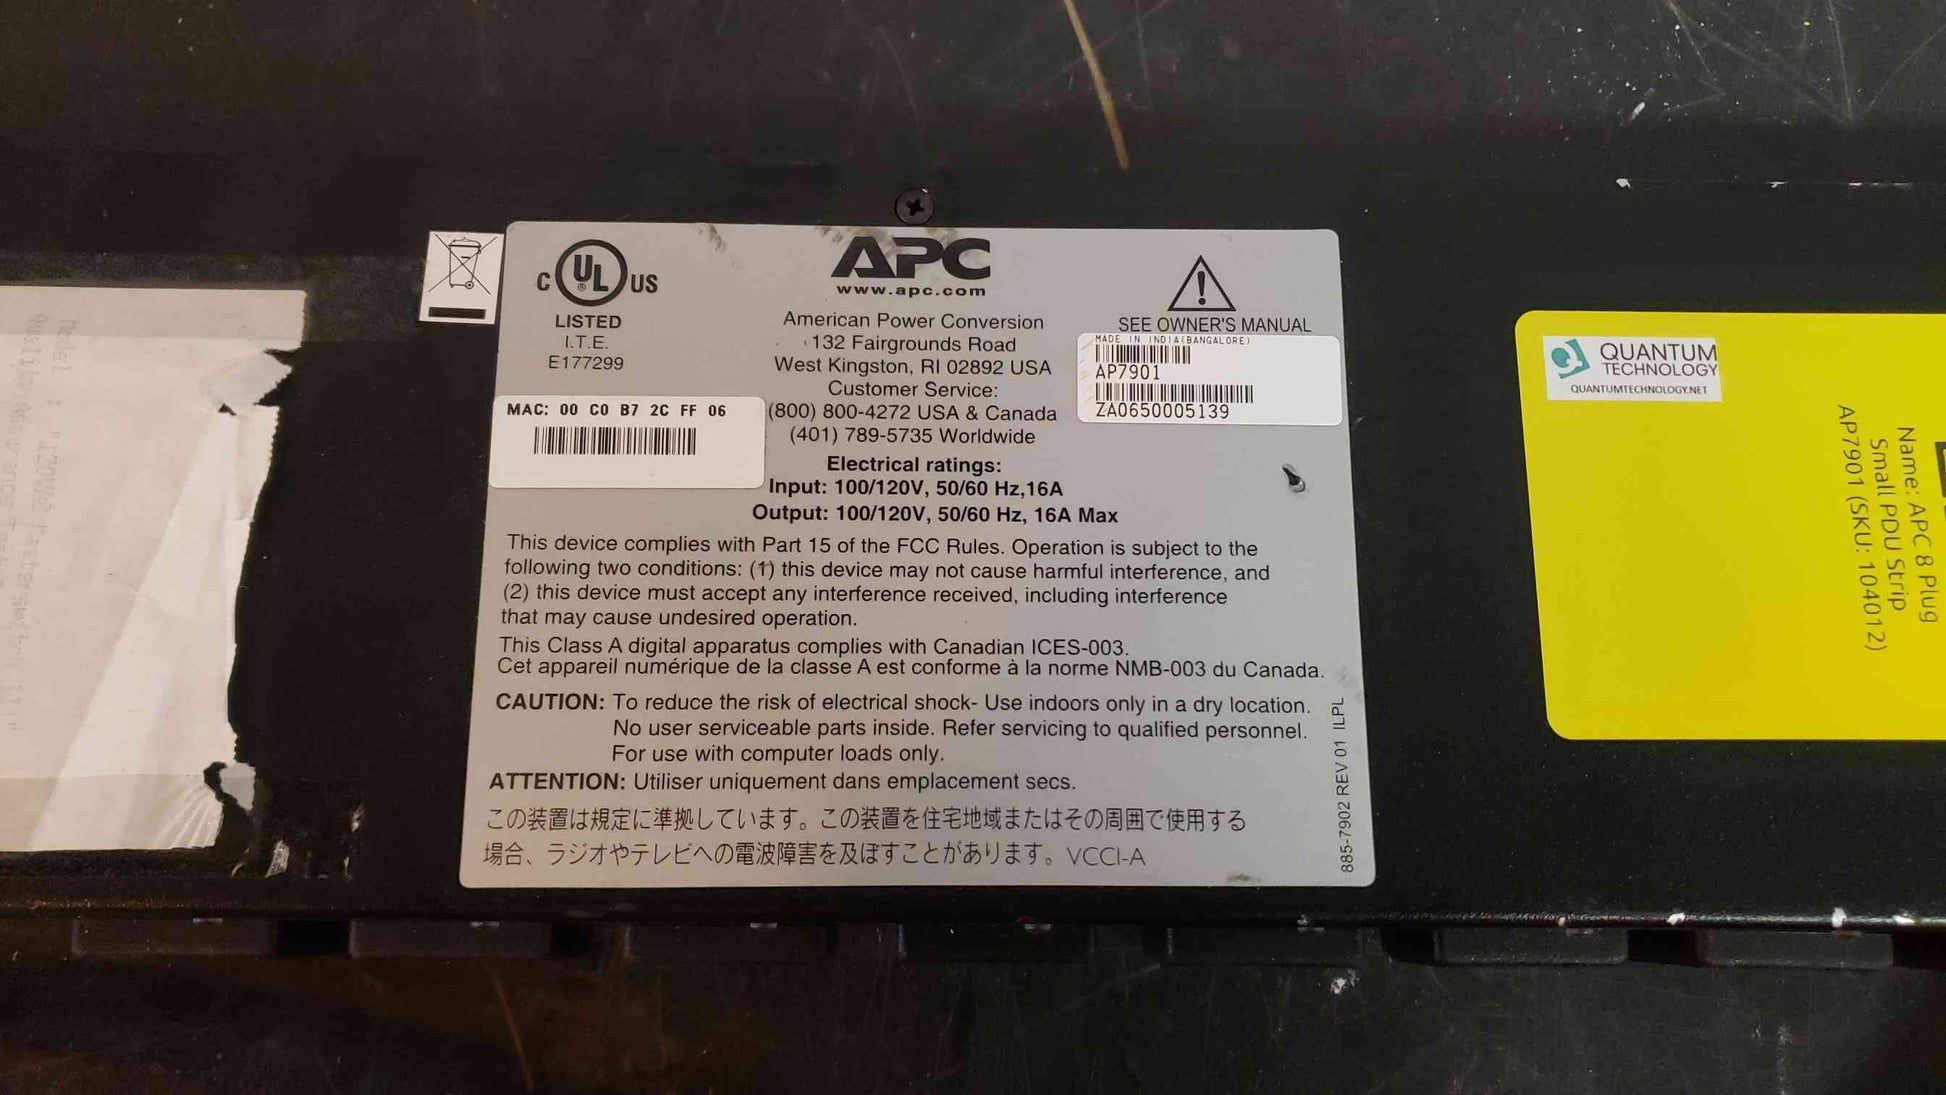 C UL US
®
LISTED
I.T.E.
E177299
MAC: 00 C0 B7 2C FF 06
APC
www.apc.com
American Power Conversion
132 Fairgrounds Road
West Kingston, RI 02892 USA
Customer Service:
(800) 800-4272 USA & Canada
(401) 789-5735 Worldwide
SEE OWNER'S MANUAL
MADE IN INDIA(BANGALORE)
AP7901
ZA0650005139
Electrical ratings:
Input: 100/120V, 50/60 Hz,16A
Output: 100/120V, 50/60 Hz, 16A Max
This device complies with Part 15 of the FCC Rules. Operation is subject to the
following two conditions: (1) this device may not cause harmful interference, and
(2) this device must accept any interference received, including interference
that may cause undesired operation.
This Class A digital apparatus complies with Canadian ICES-003.
Cet appareil numérique de la classe A est conforme à la norme NMB-003 du Canada.
CAUTION: To reduce the risk of electrical shock- Use indoors only in a dry location.
No user serviceable parts inside. Refer servicing to qualified personnel.
For use with computer loads only.
ATTENTION: Utiliser uniquement dans emplacement secs.
この装置は規定に準拠しています。この装置を住宅地域またはその周囲で使用する
場合、ラジオやテレビへの電波障害を及ぼすことがあります。VCCI-A
885-7902 REV 01 ILPL
QUANTUM
TECHNOLOGY
QUANTUMTECHNOLOGY.NET
Name: APC 8 Plug
Small PDU Strip
AP7901 (SKU: 104012)
Model :
Quality Assurance